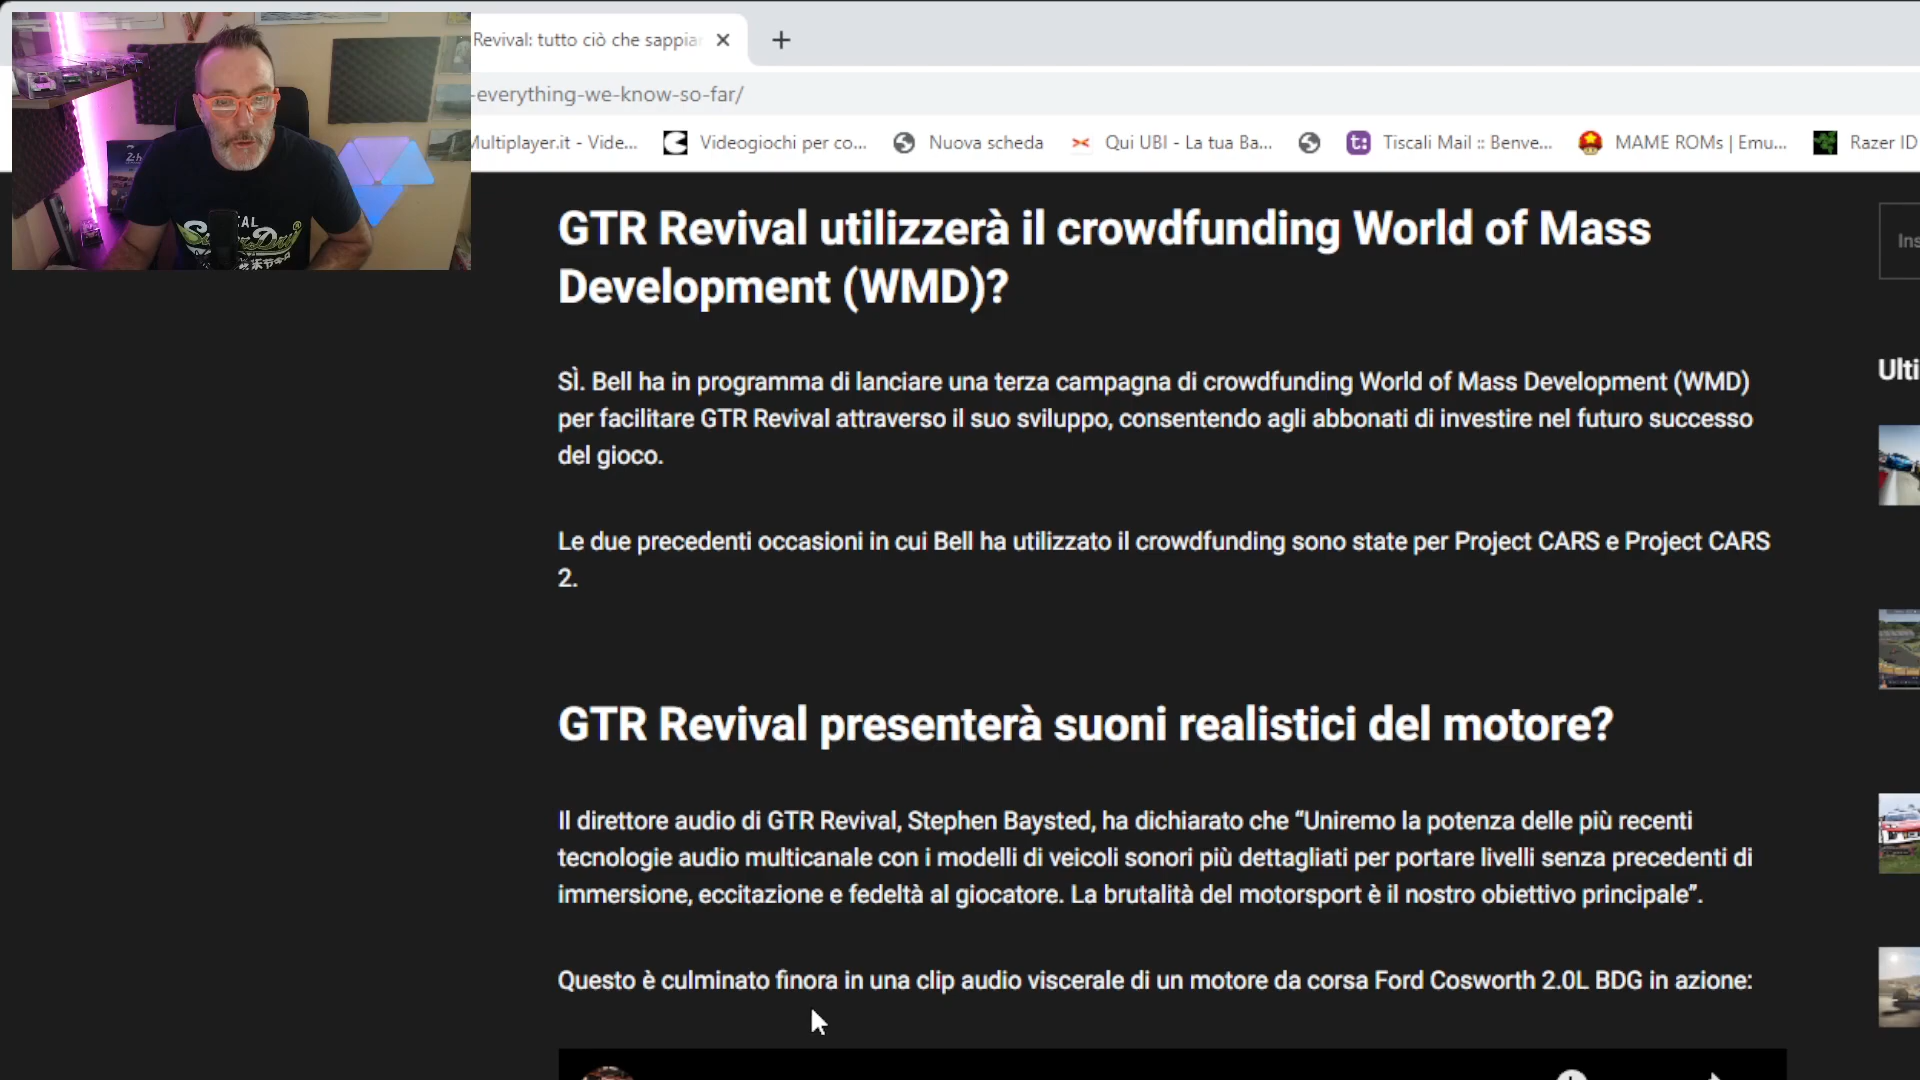 Revival: tutto ciò che sappia
-everything-we-know-so-far/
Multiplayer.it - Vide...
Videogiochi per co...
Nuova scheda
Qui UBI - La tua Ba...
t:
Tiscali Mail :: Benve...
MAME ROMs | Emu...
Razer ID
GTR Revival utilizzerà il crowdfunding World of Mass
Development (WMD)?
SÌ. Bell ha in programma di lanciare una terza campagna di crowdfunding World of Mass Development (WMD)
per facilitare GTR Revival attraverso il suo sviluppo, consentendo agli abbonati di investire nel futuro successo
del gioco.
Le due precedenti occasioni in cui Bell ha utilizzato il crowdfunding sono state per Project CARS e Project CARS
2.
GTR Revival presenterà suoni realistici del motore?
Il direttore audio di GTR Revival, Stephen Baysted, ha dichiarato che “Uniremo la potenza delle più recenti
tecnologie audio multicanale con i modelli di veicoli sonori più dettagliati per portare livelli senza precedenti di
immersione, eccitazione e fedeltà al giocatore. La brutalità del motorsport è il nostro obiettivo principale”.
Questo è culminato finora in una clip audio viscerale di un motore da corsa Ford Cosworth 2.0L BDG in azione:
Ins
Ulti